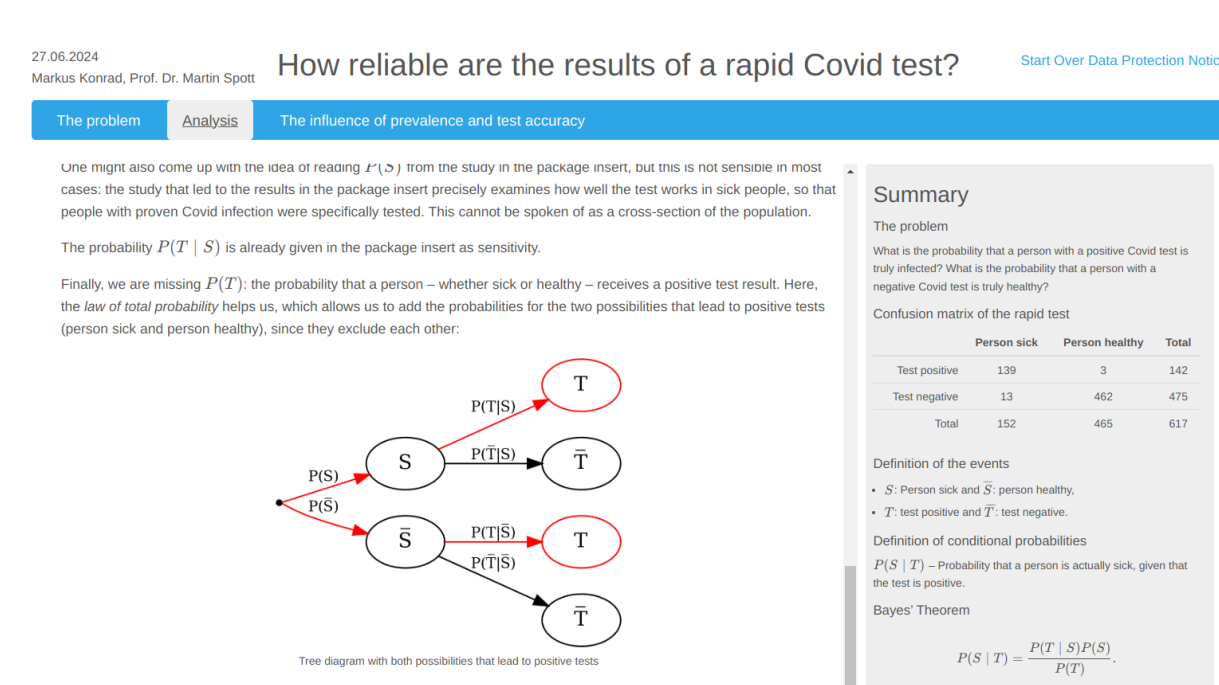 27.06.2024
Markus Konrad, Prof. Dr. Martin Spott
How reliable are the results of a rapid Covid test?
Start Over Data Protection Notic
The problem
Analysis
The influence of prevalence and test accuracy
One might also come up with the idea of reading P(S) from the study in the package insert, but this is not sensible in most
cases: the study that led to the results in the package insert precisely examines how well the test works in sick people, so that
people with proven Covid infection were specifically tested. This cannot be spoken of as a cross-section of the population.
The probability P(T | S) is already given in the package insert as sensitivity.
Finally, we are missing P(T): the probability that a person – whether sick or healthy – receives a positive test result. Here,
the law of total probability helps us, which allows us to add the probabilities for the two possibilities that lead to positive tests
(person sick and person healthy), since they exclude each other:
T
P(T|S)
S
P(T̅|S)
T̅
P(S)
P(S̅)
S̅
P(T|S̅)
T
P(T̅|S̅)
T̅
Tree diagram with both possibilities that lead to positive tests
Summary
The problem
What is the probability that a person with a positive Covid test is
truly infected? What is the probability that a person with a
negative Covid test is truly healthy?
Confusion matrix of the rapid test
Person sick Person healthy Total
Test positive 139 3 142
Test negative 13 462 475
Total 152 465 617
Definition of the events
• S: Person sick and S̅: person healthy,
• T: test positive and T̅: test negative.
Definition of conditional probabilities
P(S | T) – Probability that a person is actually sick, given that
the test is positive.
Bayes' Theorem
P(S | T) = P(T | S)P(S) / P(T).